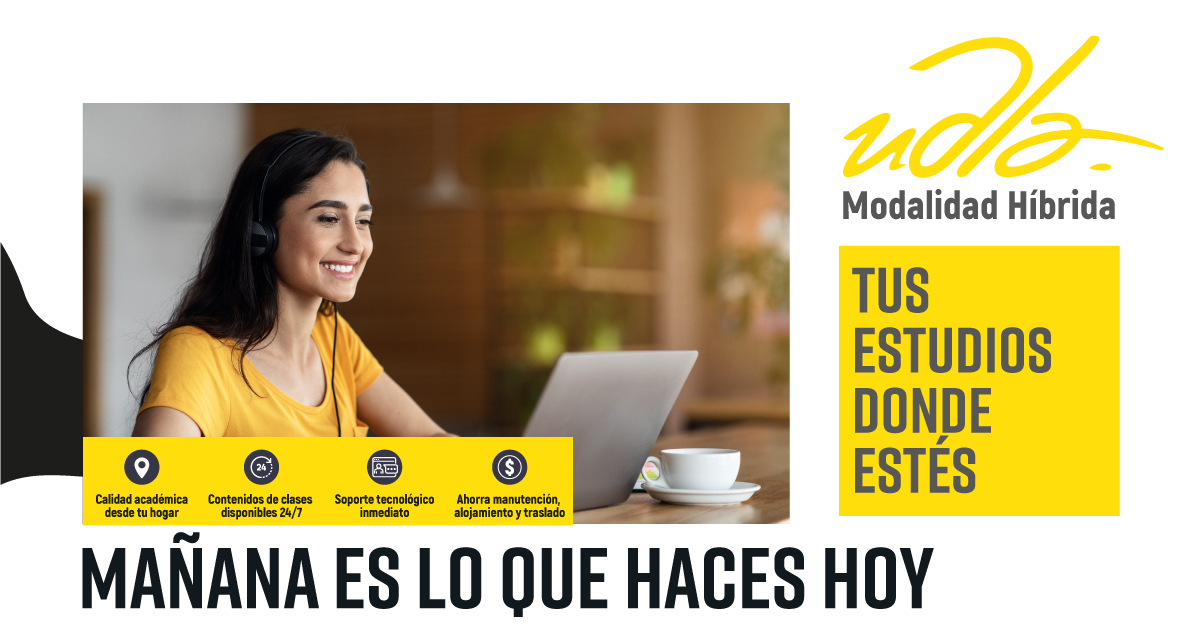 udla.
Modalidad Híbrida
TUS
ESTUDIOS
DONDE
ESTÉS
Calidad académica
desde tu hogar
24
Contenidos de clases
disponibles 24/7
Soporte tecnológico
inmediato
$
Ahorra manutención,
alojamiento y traslado
MAÑANA ES LO QUE HACES HOY